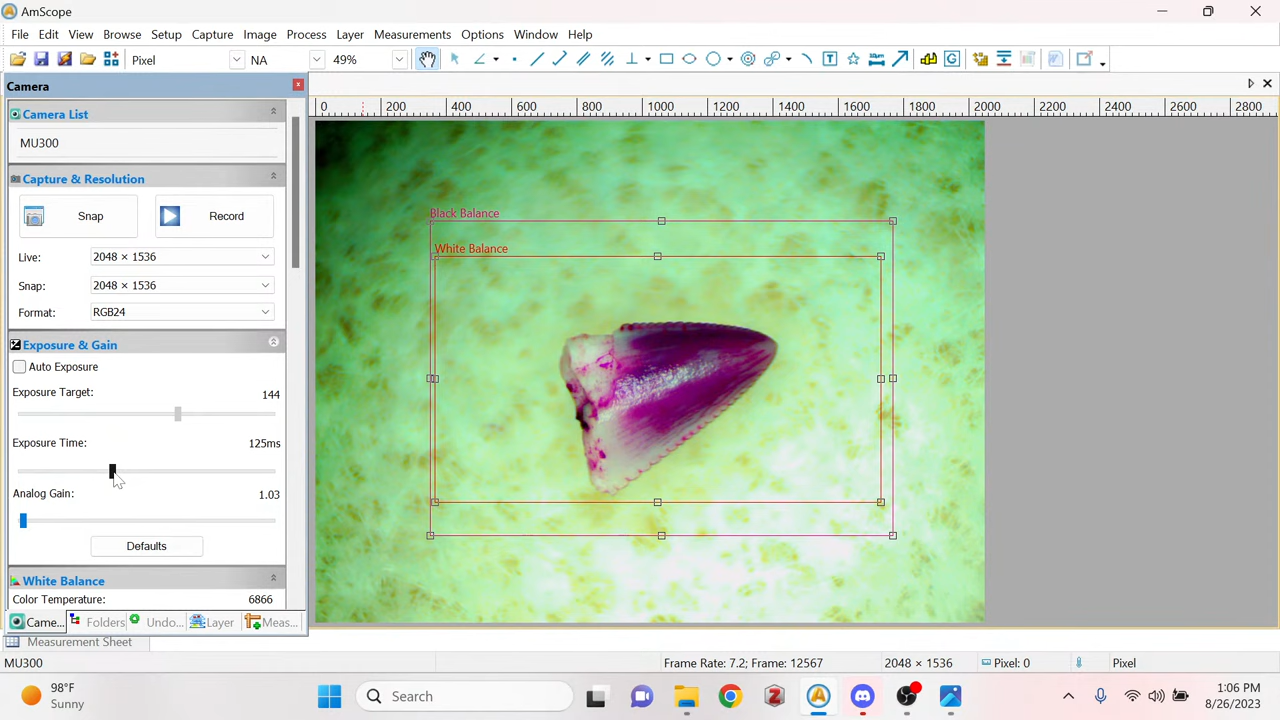 AmScope
File Edit View Browse Setup Capture Image Process Layer Measurements Options Window Help
Pixel NA 49%
Camera
0 200 400 600 800 1000 1200 1400 1600 1800 2000 2200 2400 2600 2800
Camera List
MU300
Capture & Resolution
Snap Record
Live: 2048 × 1536
Snap: 2048 × 1536
Format: RGB24
Exposure & Gain
Auto Exposure
Exposure Target: 144
Exposure Time: 125ms
Analog Gain: 1.03
Defaults
White Balance
Color Temperature: 6866
Came... Folders Undo... Layer Meas...
Black Balance
White Balance
Measurement Sheet
MU300 Frame Rate: 7.2; Frame: 12567 2048 × 1536 Pixel: 0 Pixel
98°F
Sunny
Search
1:06 PM
8/26/2023